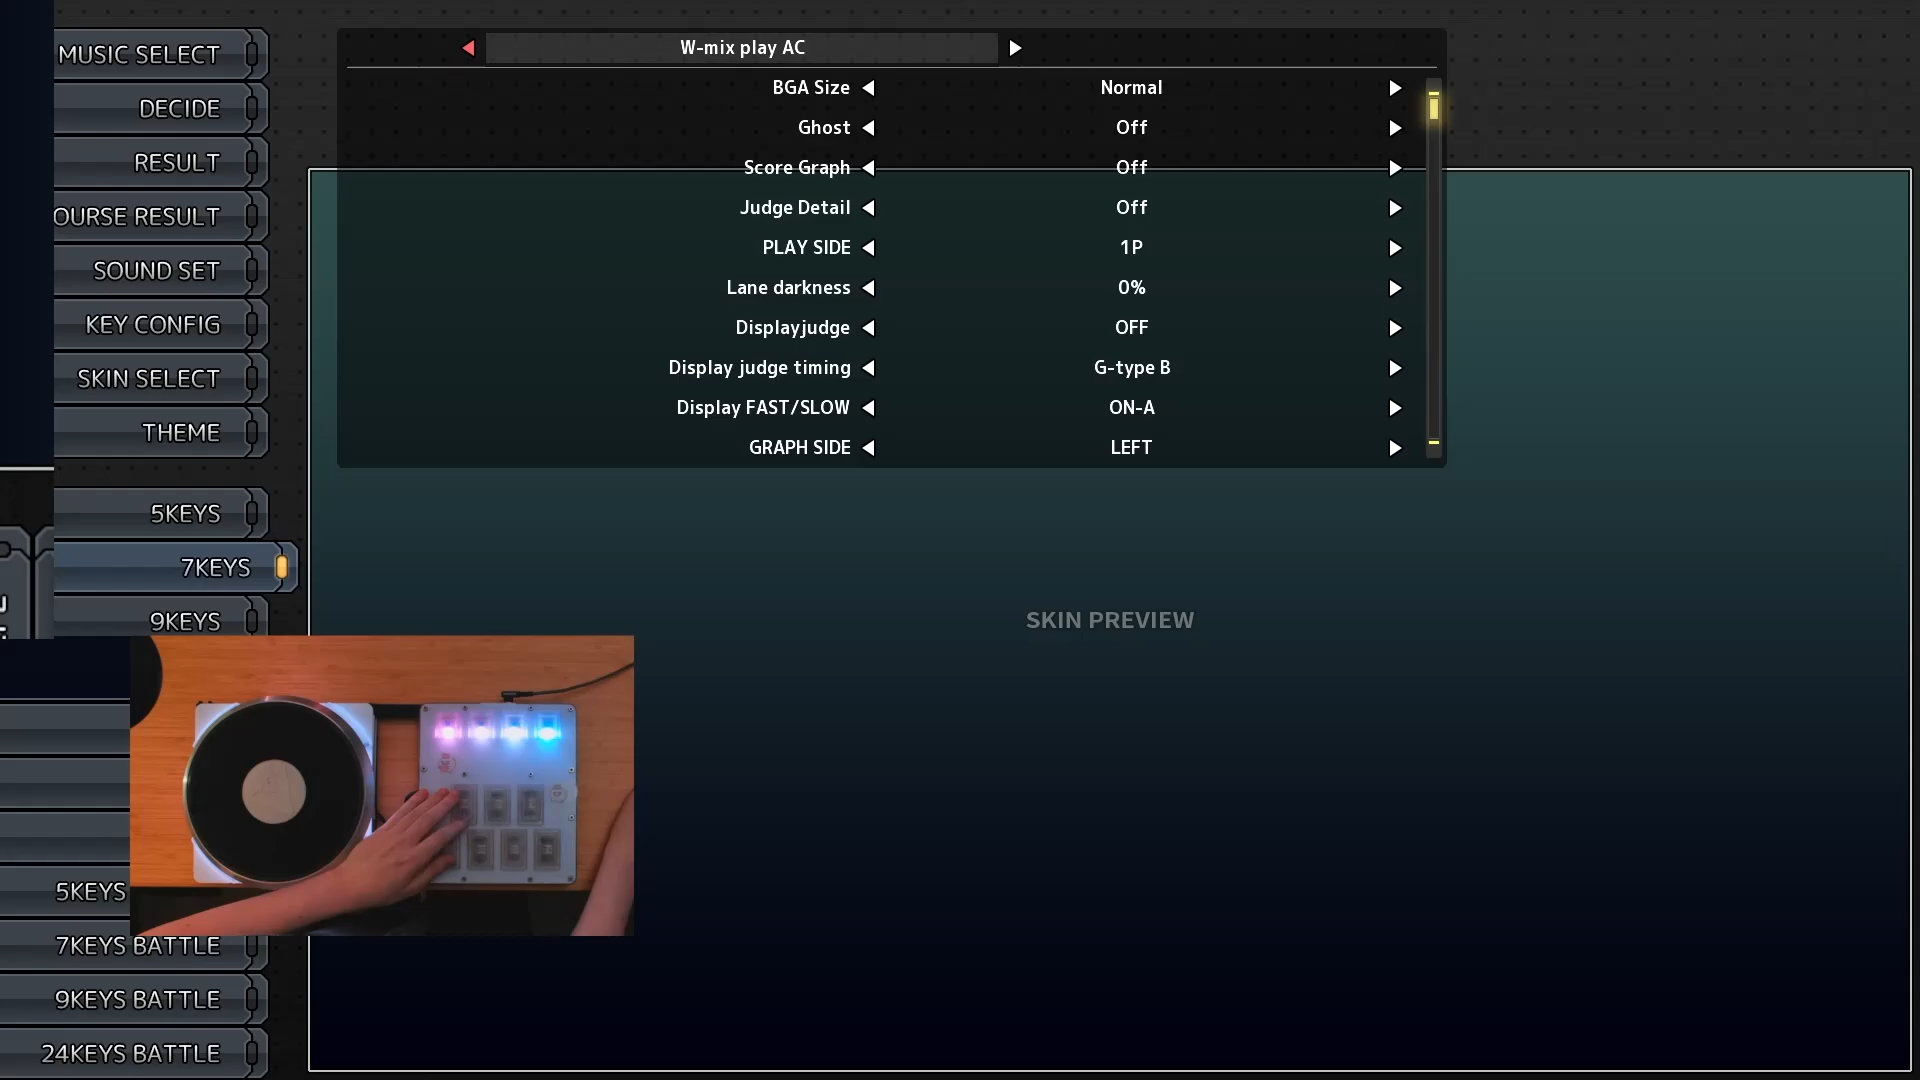 MUSIC SELECT
DECIDE
RESULT
OURSE RESULT
SOUND SET
KEY CONFIG
SKIN SELECT
THEME
5KEYS
7KEYS
9KEYS
5KEYS
7KEYS BATTLE
9KEYS BATTLE
24KEYS BATTLE
W-mix play AC
BGA Size Normal
Ghost Off
Score Graph Off
Judge Detail Off
PLAY SIDE 1P
Lane darkness 0%
Displayjudge OFF
Display judge timing G-type B
Display FAST/SLOW ON-A
GRAPH SIDE LEFT
SKIN PREVIEW